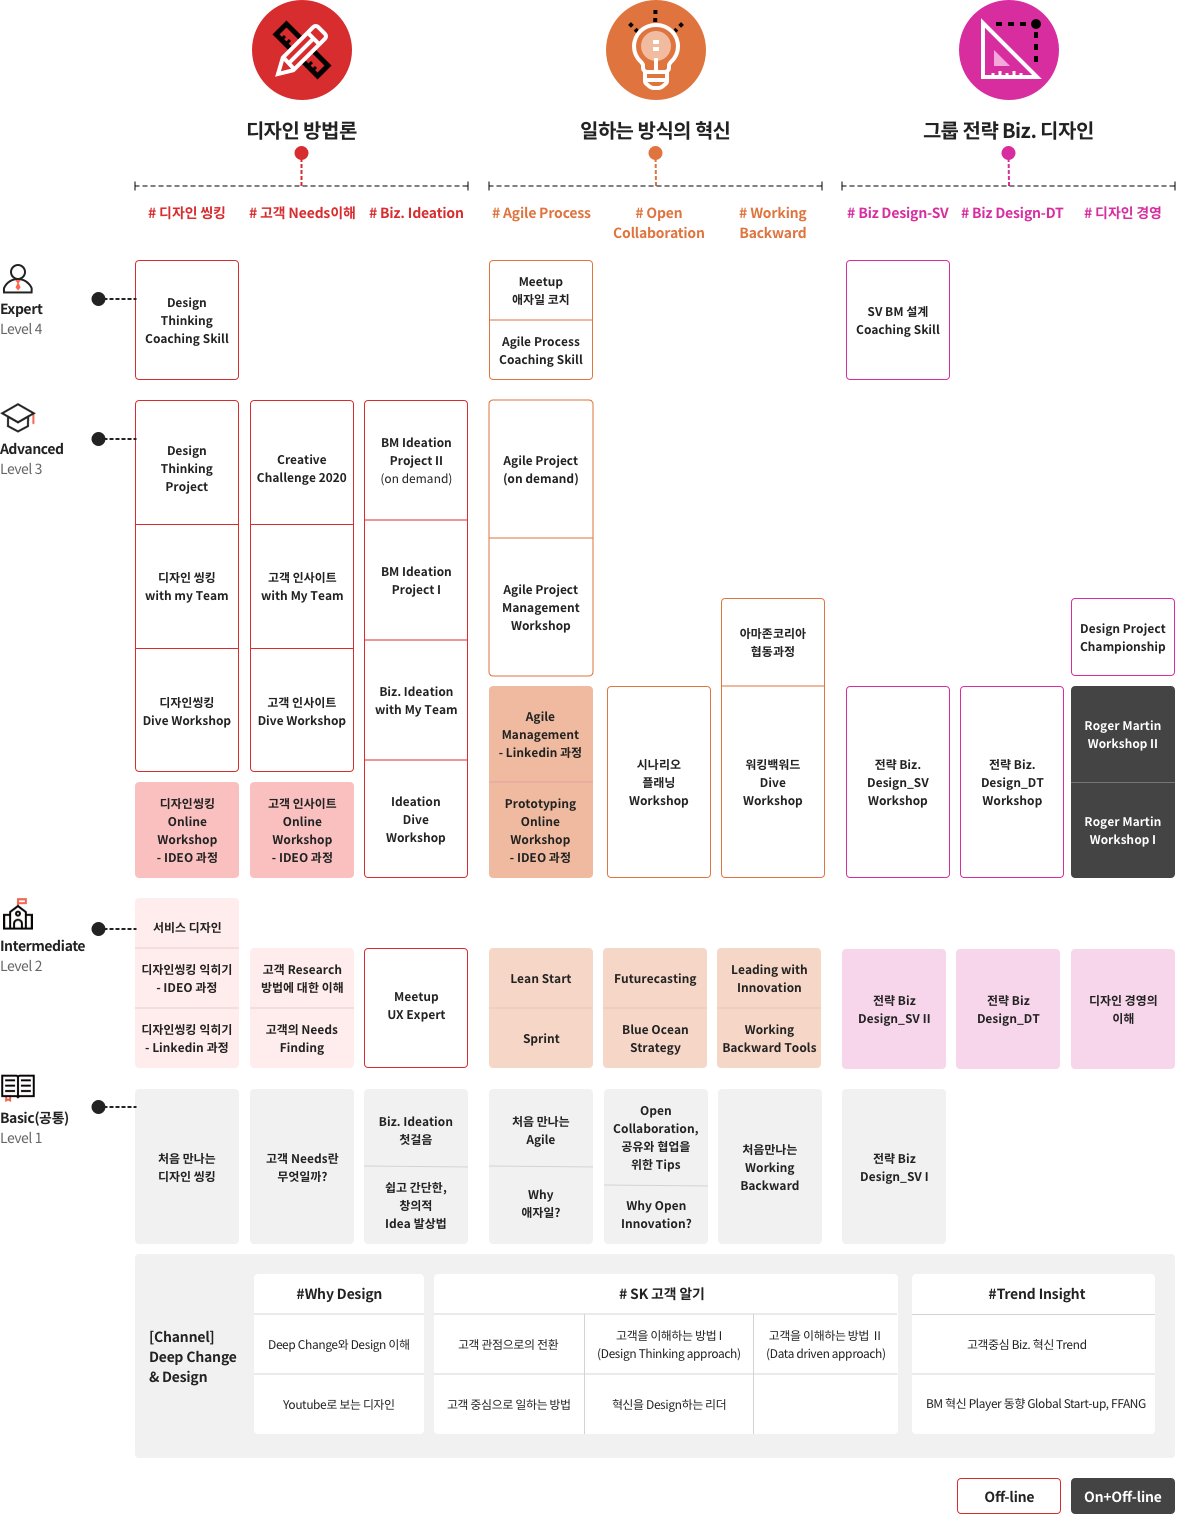 디자인 방법론
일하는 방식의 혁신
그룹 전략 Biz. 디자인
# 디자인 씽킹
# 고객 Needs이해
# Biz. Ideation
# Agile Process
# Open
Collaboration
# Working
Backward
# Biz Design-SV
# Biz Design-DT
# 디자인 경영
Expert
Level 4
Design
Thinking
Coaching Skill
Meetup
애자일 코치
Agile Process
Coaching Skill
SV BM 설계
Coaching Skill
Advanced
Level 3
Design
Thinking
Project
디자인 씽킹
with my Team
디자인씽킹
Dive Workshop
디자인씽킹
Online
Workshop
- IDEO 과정
Creative
Challenge 2020
고객 인사이트
with My Team
고객 인사이트
Dive Workshop
고객 인사이트
Online
Workshop
- IDEO 과정
BM Ideation
Project II
(on demand)
BM Ideation
Project I
Biz. Ideation
with My Team
Ideation
Dive
Workshop
Agile Project
(on demand)
Agile Project
Management
Workshop
Agile
Management
- Linkedin 과정
Prototyping
Online
Workshop
- IDEO 과정
시나리오
플래닝
Workshop
아마존코리아
협동과정
워킹백워드
Dive
Workshop
전략 Biz.
Design_SV
Workshop
전략 Biz.
Design_DT
Workshop
Design Project
Championship
Roger Martin
Workshop II
Roger Martin
Workshop I
Intermediate
Level 2
서비스 디자인
디자인씽킹 익히기
- IDEO 과정
디자인씽킹 익히기
- Linkedin 과정
고객 Research
방법에 대한 이해
고객의 Needs
Finding
Meetup
UX Expert
Lean Start
Sprint
Futurecasting
Blue Ocean
Strategy
Leading with
Innovation
Working
Backward Tools
전략 Biz
Design_SV II
전략 Biz
Design_DT
디자인 경영의
이해
Basic(공통)
Level 1
처음 만나는
디자인 씽킹
고객 Needs란
무엇일까?
Biz. Ideation
첫걸음
쉽고 간단한,
창의적
Idea 발상법
처음 만나는
Agile
Why
애자일?
Open
Collaboration,
공유와 협업을
위한 Tips
Why Open
Innovation?
처음만나는
Working
Backward
전략 Biz
Design_SV I
[Channel]
Deep Change
& Design
#Why Design
Deep Change와 Design 이해
Youtube로 보는 디자인
# SK 고객 알기
고객 관점으로의 전환
고객을 이해하는 방법 I
(Design Thinking approach)
고객을 이해하는 방법 II
(Data driven approach)
고객 중심으로 일하는 방법
혁신을 Design하는 리더
#Trend Insight
고객중심 Biz. 혁신 Trend
BM 혁신 Player 동향 Global Start-up, FFANG
Off-line
On+Off-line